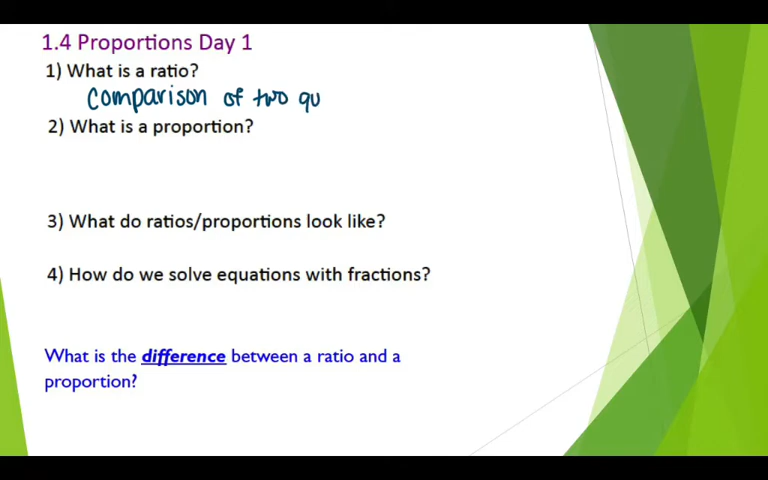 1.4 Proportions Day 1
1) What is a ratio?
comparison of two qu
2) What is a proportion?
3) What do ratios/proportions look like?
4) How do we solve equations with fractions?
What is the difference between a ratio and a
proportion?